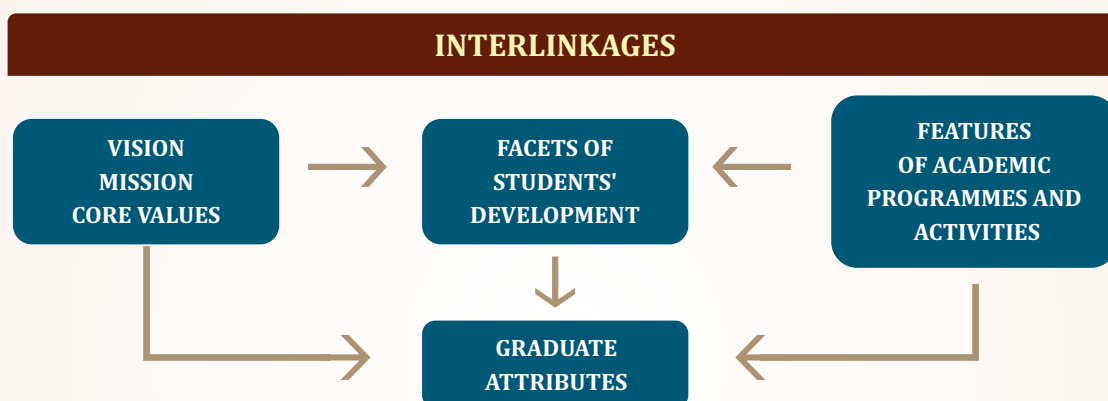 INTERLINKAGES
VISION
MISSION
CORE VALUES
FACETS OF
STUDENTS'
DEVELOPMENT
FEATURES
OF ACADEMIC
PROGRAMMES AND
ACTIVITIES
GRADUATE
ATTRIBUTES